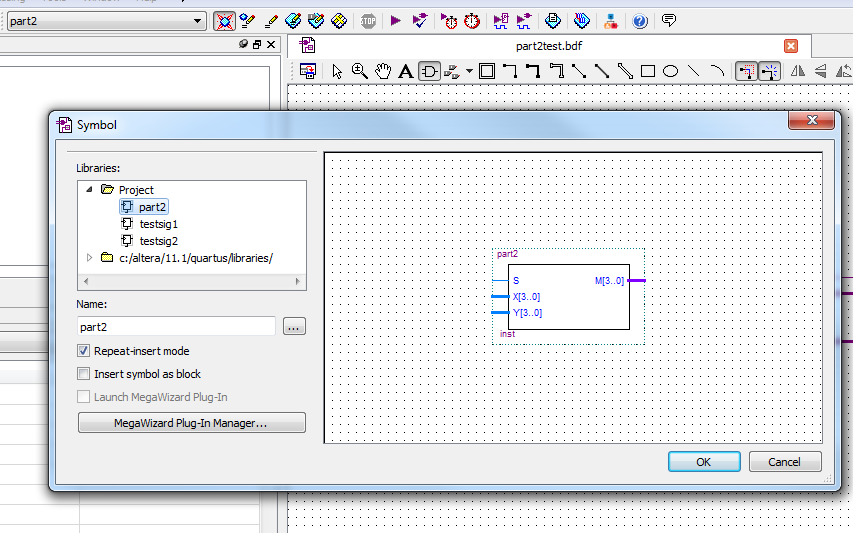 part2
STOP
part2test.bdf
A
Symbol
Libraries:
Project
part2
testsig1
testsig2
c:/altera/11.1/quartus/libraries/
Name:
part2
...
Repeat-insert mode
Insert symbol as block
Launch MegaWizard Plug-In
MegaWizard Plug-In Manager...
part2
S
M[3..0]
X[3..0]
Y[3..0]
inst
OK
Cancel